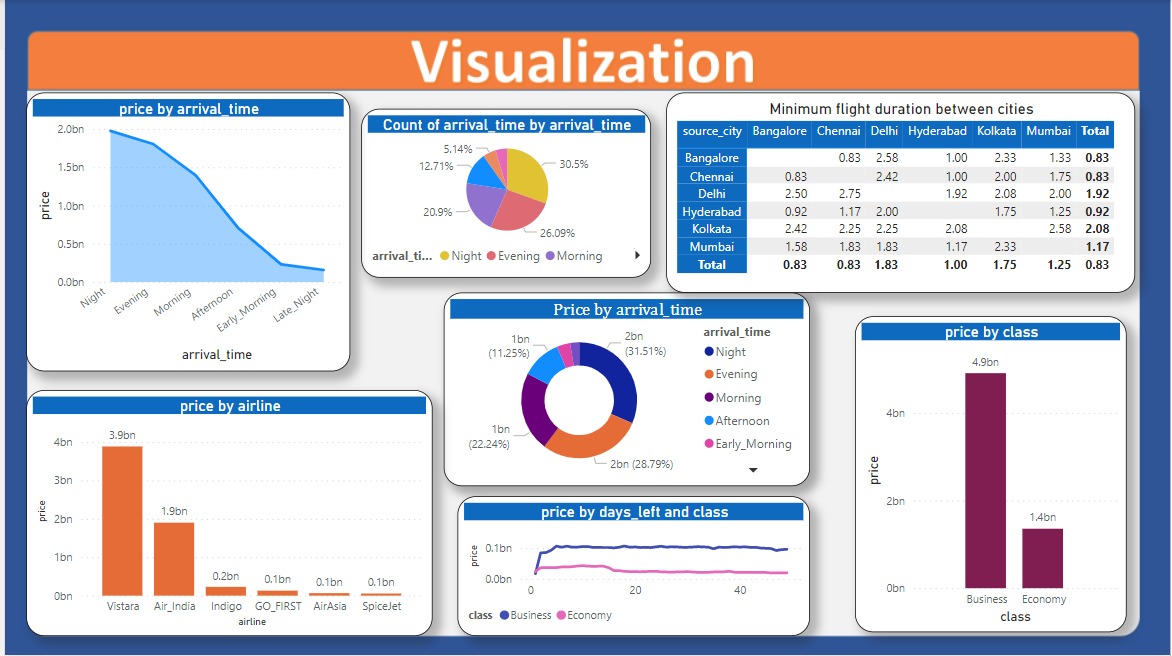 Visualization
price by arrival_time
2.0bn
1.5bn
1.0bn
0.5bn
0.0bn
price
Night
Evening
Morning
Afternoon
Early_Morning
Late_Night
arrival_time
Count of arrival_time by arrival_time
5.14%
12.71%
30.5%
20.9%
26.09%
arrival_ti... Night Evening Morning
Minimum flight duration between cities
source_city Bangalore Chennai Delhi Hyderabad Kolkata Mumbai Total
Bangalore 0.83 2.58 1.00 2.33 1.33 0.83
Chennai 0.83 2.42 1.00 2.00 1.75 0.83
Delhi 2.50 2.75 1.92 2.08 2.00 1.92
Hyderabad 0.92 1.17 2.00 1.75 1.25 0.92
Kolkata 2.42 2.25 2.25 2.08 2.58 2.08
Mumbai 1.58 1.83 1.83 1.17 2.33 1.17
Total 0.83 0.83 1.83 1.00 1.75 1.25 0.83
Price by arrival_time
1bn
(11.25%)
2bn
(31.51%)
1bn
(22.24%)
2bn (28.79%)
arrival_time
Night
Evening
Morning
Afternoon
Early_Morning
price by class
4.9bn
4bn
2bn
1.4bn
0bn
price
Business Economy
class
price by airline
4bn
3bn
2bn
1bn
0bn
price
3.9bn
1.9bn
0.2bn
0.1bn
0.1bn
0.1bn
Vistara Air_India Indigo GO_FIRST AirAsia SpiceJet
airline
price by days_left and class
price
0.1bn
0.0bn
0 20 40
class Business Economy